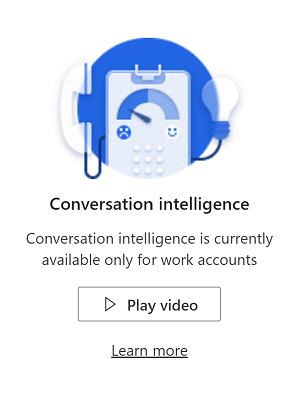 Conversation intelligence
Conversation intelligence is currently
available only for work accounts
Play video
Learn more